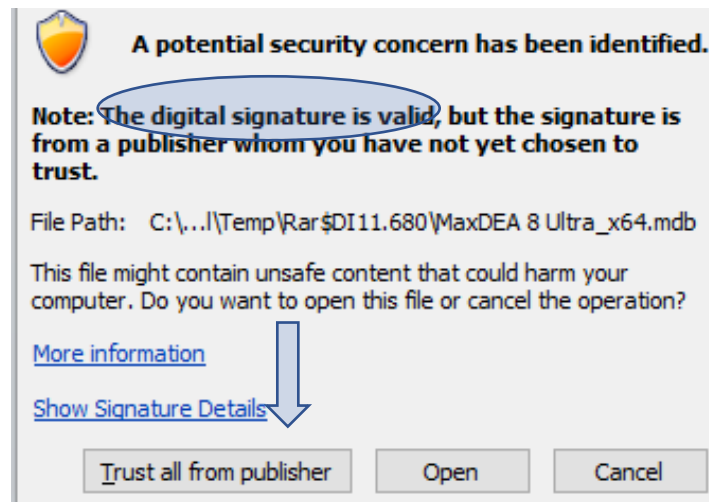 A potential security concern has been identified.
Note: The digital signature is valid, but the signature is
from a publisher whom you have not yet chosen to
trust.
File Path: C:\...l\Temp\Rar$DI11.680\MaxDEA 8 Ultra_x64.mdb
This file might contain unsafe content that could harm your
computer. Do you want to open this file or cancel the operation?
More information
Show Signature Details
Trust all from publisher Open Cancel